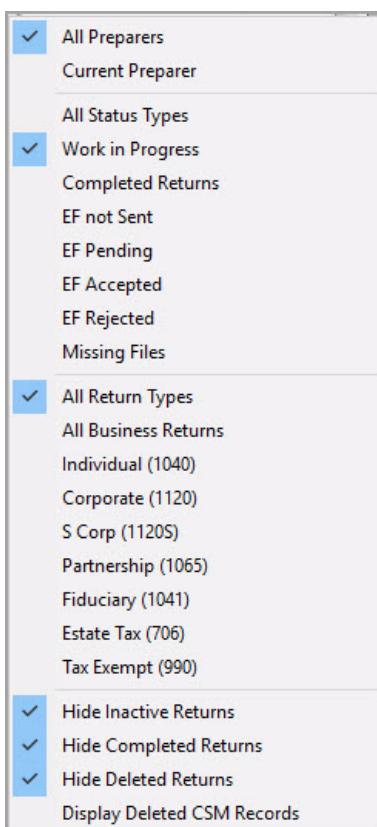 All Preparers
Current Preparer
All Status Types
Work in Progress
Completed Returns
EF not Sent
EF Pending
EF Accepted
EF Rejected
Missing Files
All Return Types
All Business Returns
Individual (1040)
Corporate (1120)
S Corp (1120S)
Partnership (1065)
Fiduciary (1041)
Estate Tax (706)
Tax Exempt (990)
Hide Inactive Returns
Hide Completed Returns
Hide Deleted Returns
Display Deleted CSM Records